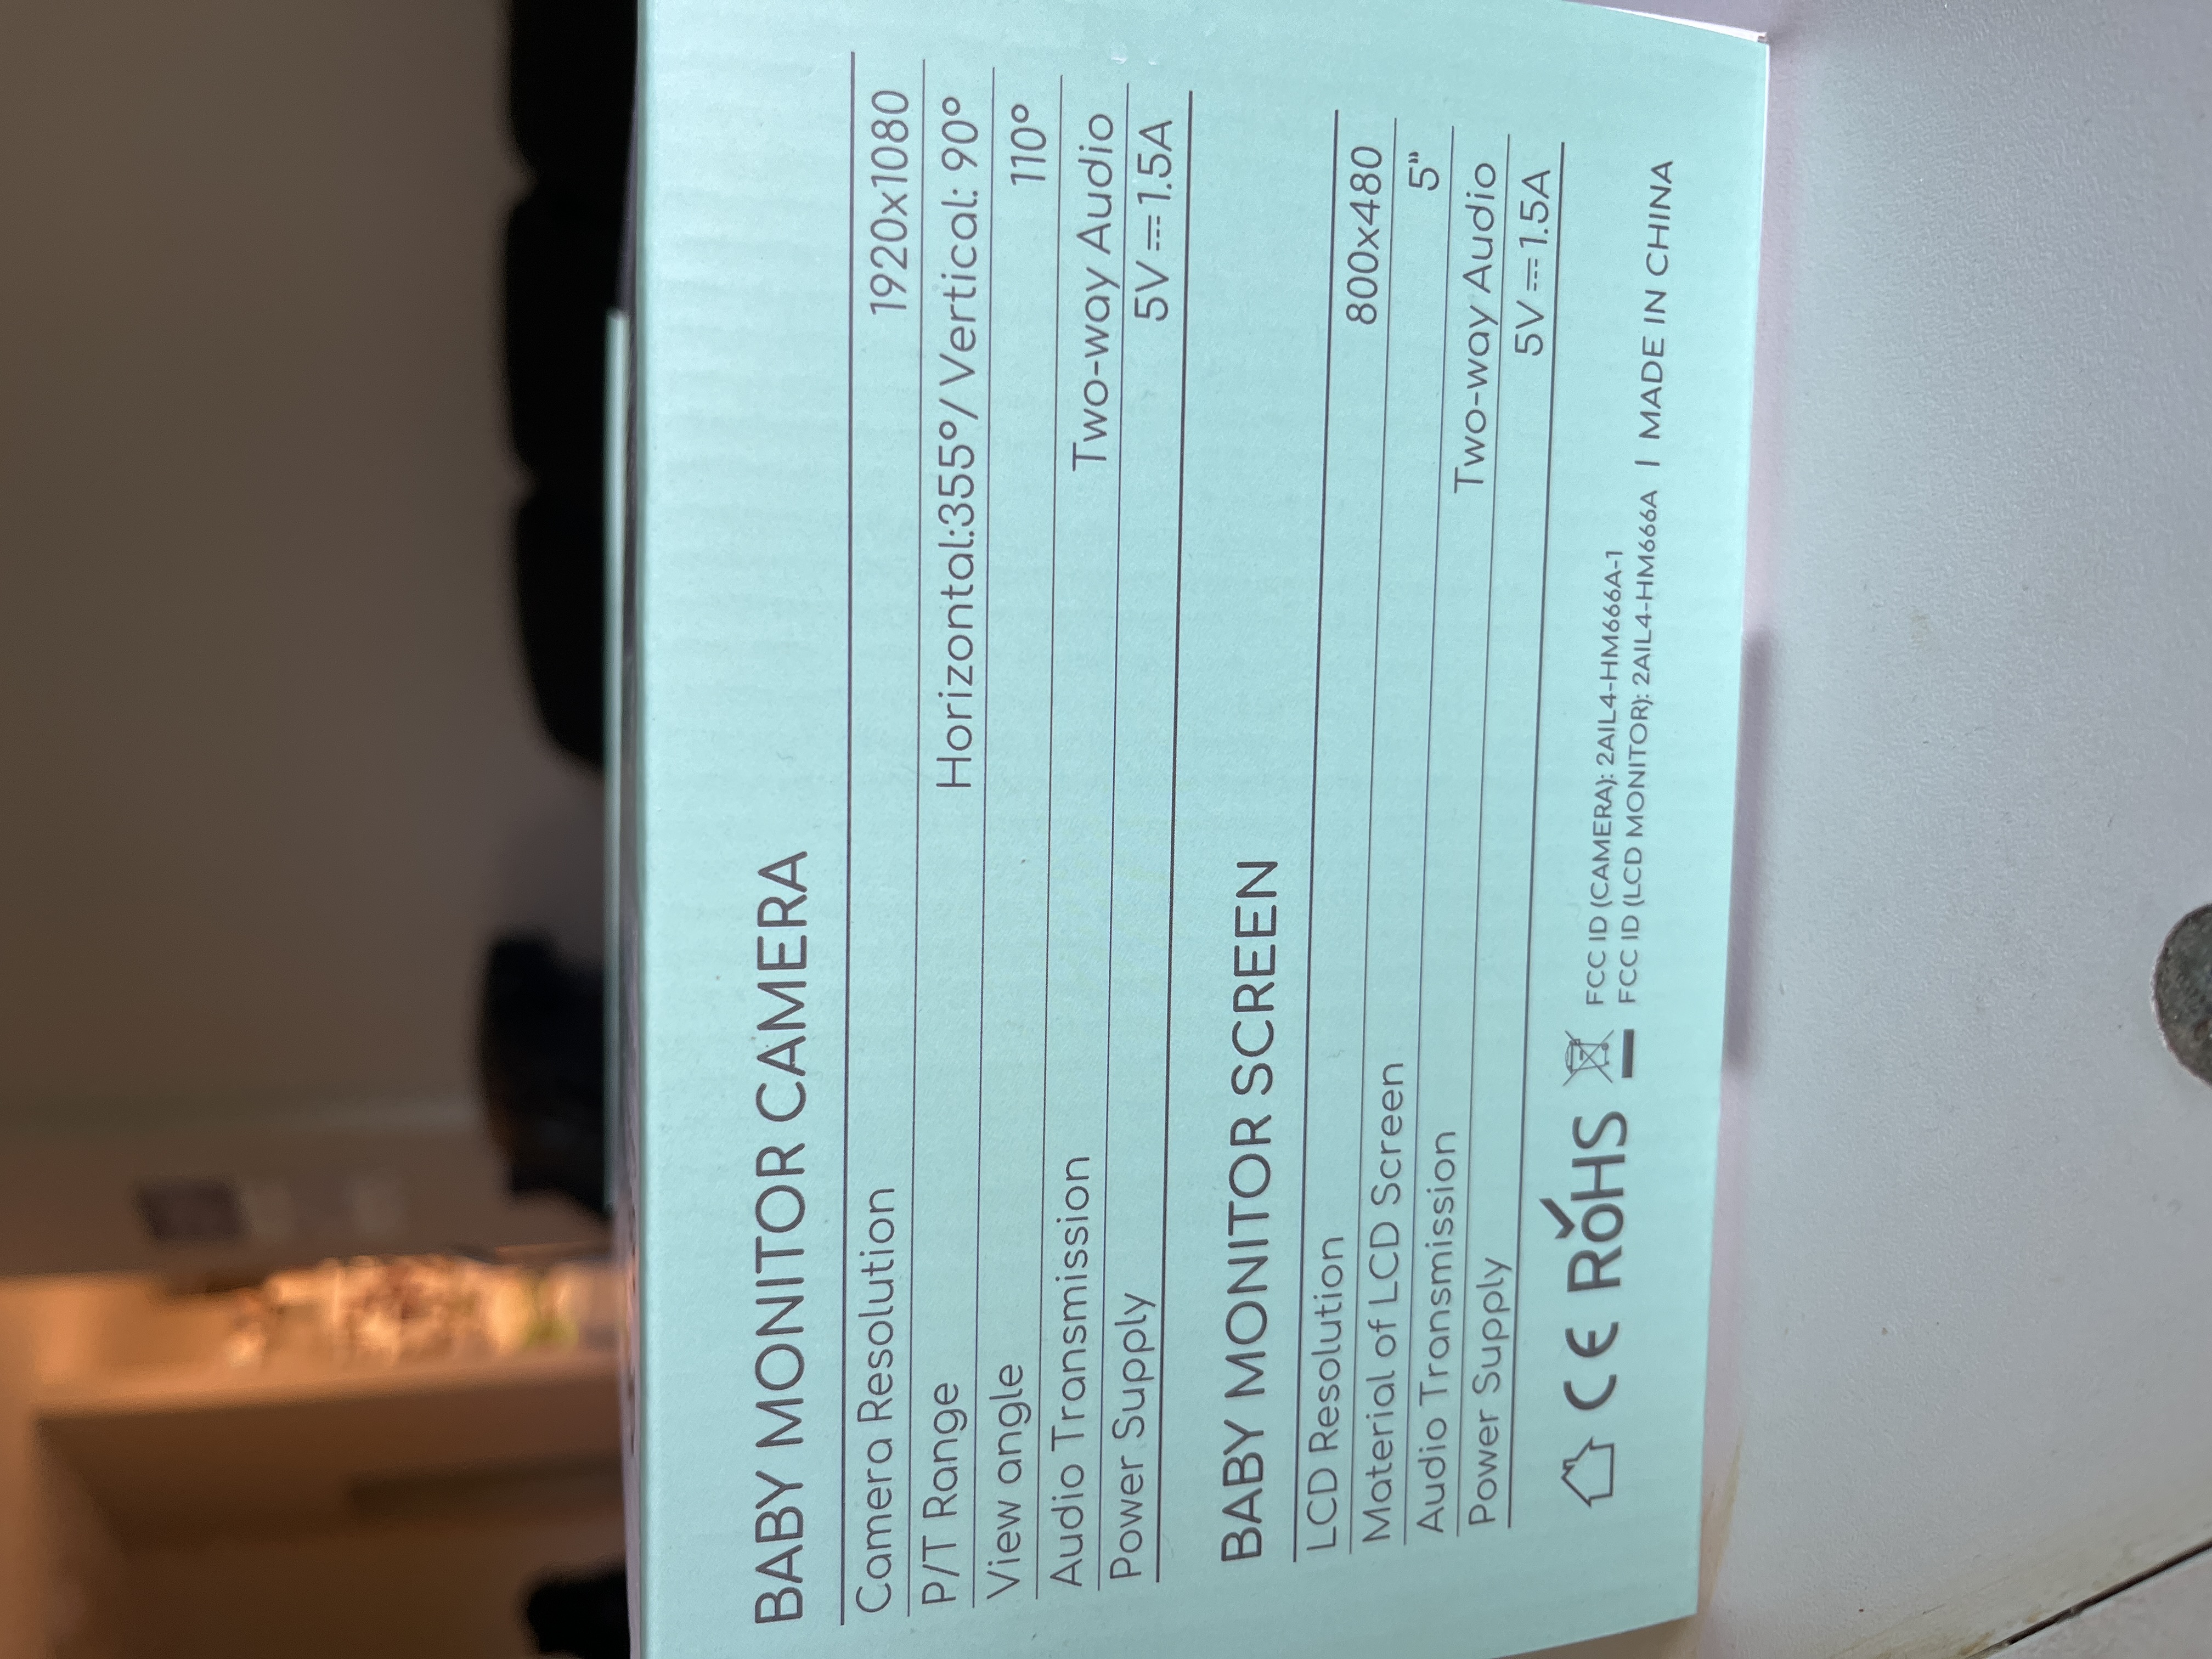 BABY MONITOR CAMERA
Camera Resolution 1920x1080
P/T Range Horizontal:355°/ Vertical: 90°
View angle 110°
Audio Transmission Two-way Audio
Power Supply 5V⎓1.5A
BABY MONITOR SCREEN
LCD Resolution 800x480
Material of LCD Screen 5"
Audio Transmission Two-way Audio
Power Supply 5V⎓1.5A
CE RoHS
FCC ID (CAMERA): 2AIL4-HM666A-1
FCC ID (LCD MONITOR): 2AIL4-HM666A | MADE IN CHINA